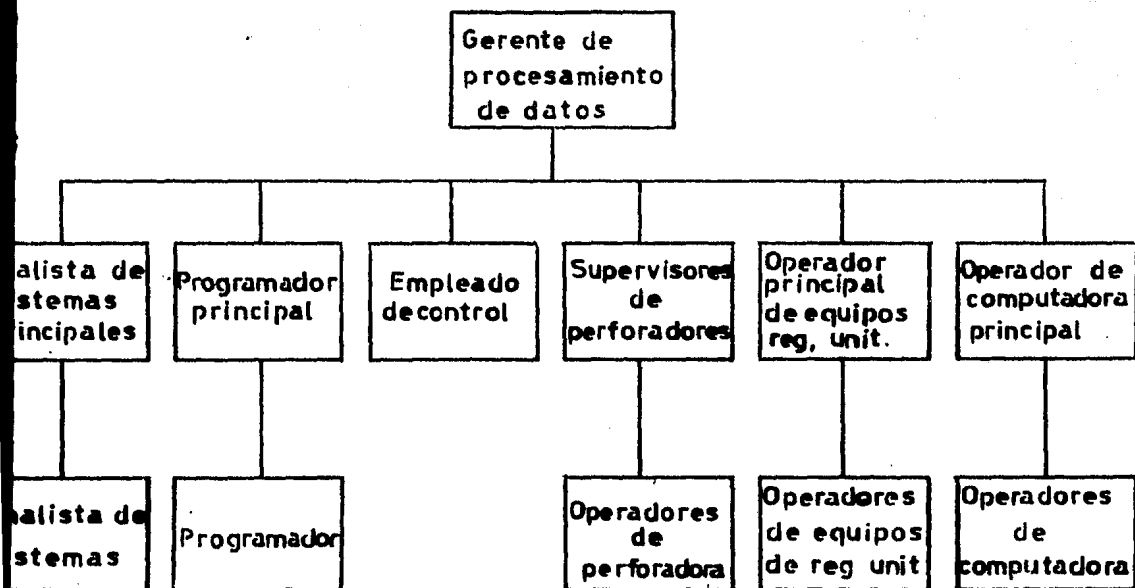 Gerente de
procesamiento
de datos
alista de
stemas
incipales
Programador
principal
Empleado
decontrol
Supervisores
de
perforadores
Operador
principal
de equipos
reg, unit.
Operador de
computadora
principal
alista de
stemas
Programador
Operadores
de
perforadora
Operadores
de equipos
de reg unit
Operadores
de
computadora